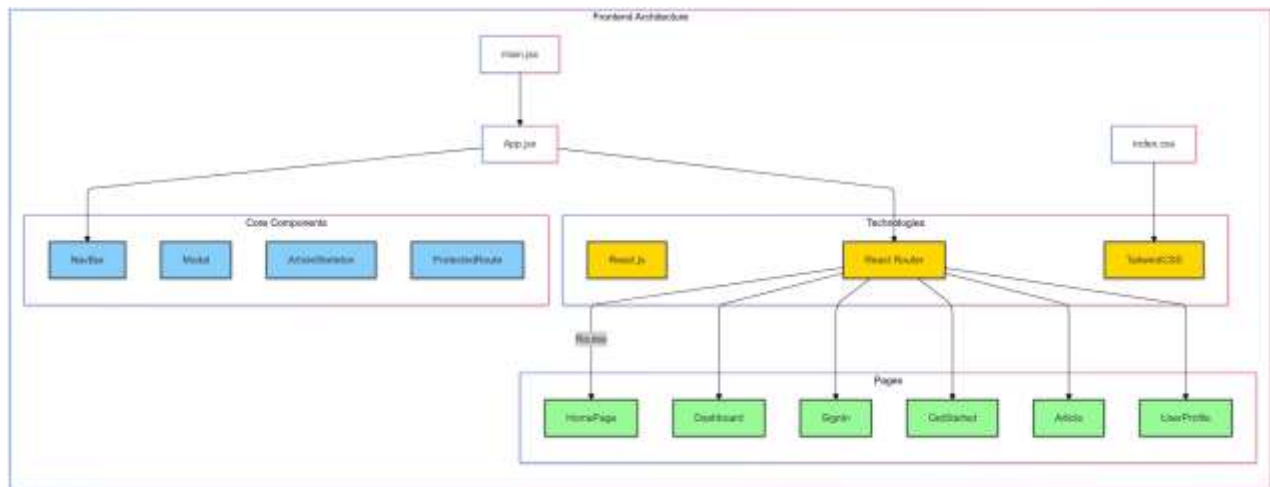 Frontend Architecture
main.jsx
App.jsx
index.css
Core Components
Technologies
NavBar
Modal
ArticleSkeleton
ProtectedRoute
React.js
React Router
TailwindCSS
Routes
Pages
HomePage
Dashboard
SignIn
GetStarted
Article
UserProfile